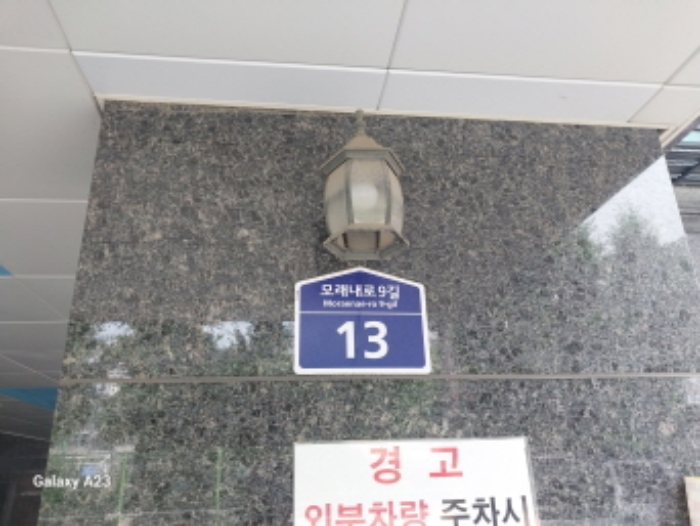 모래내로 9길
Moraenae-ro 9-gil
13
경 고
외부차량 주차시
Galaxy A23